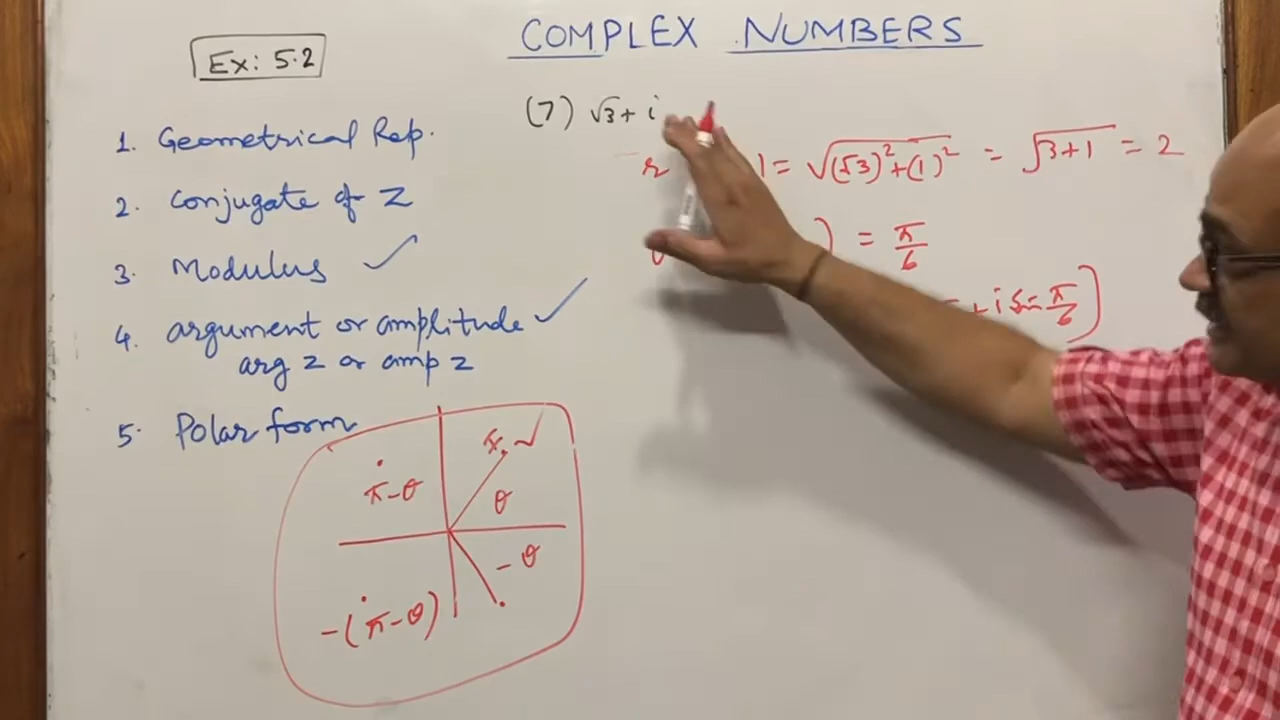 COMPLEX NUMBERS
Ex: 5.2
(7) √3 + i
1. Geometrical Rep.
2. Conjugate of Z
3. Modulus ✓
4. argument or amplitude ✓
arg z or amp z
5. Polar form
r = √(√3)²+(1)² = √3+1 = 2
) = π/6
+ i Sin π/6)
π - θ
θ
- θ
-(π - θ)